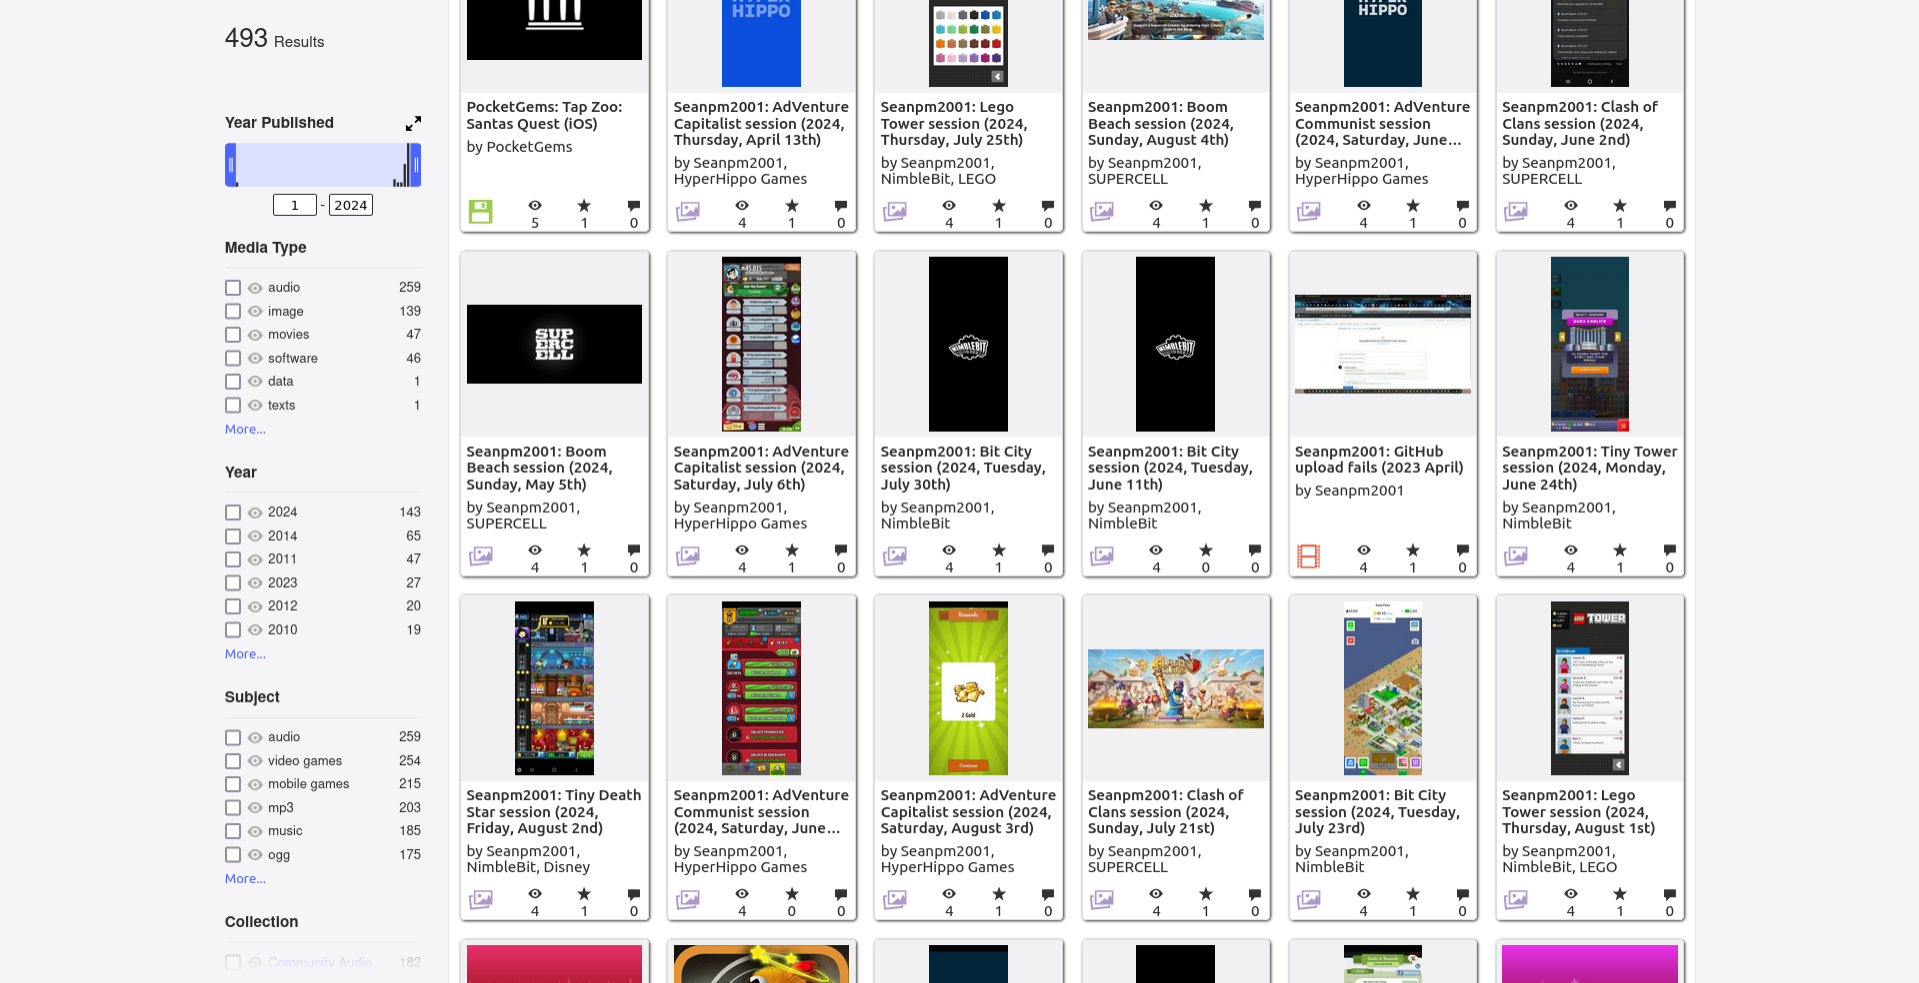 493 Results
Year Published
1 - 2024
Media Type
audio 259
image 139
movies 47
software 46
data 1
texts 1
More...
Year
2024 143
2014 65
2011 47
2023 27
2012 20
2010 19
More...
Subject
audio 259
video games 254
mobile games 215
mp3 203
music 185
ogg 175
More...
Collection
Community Audio 182
HYPER
HIPPO
HIPPO
PocketGems: Tap Zoo:
Santas Quest (iOS)
by PocketGems
5 1 0
Seanpm2001: AdVenture
Capitalist session (2024,
Thursday, April 13th)
by Seanpm2001,
HyperHippo Games
4 1 0
Seanpm2001: Lego
Tower session (2024,
Thursday, July 25th)
by Seanpm2001,
NimbleBit, LEGO
4 1 0
Seanpm2001: Boom
Beach session (2024,
Sunday, August 4th)
by Seanpm2001,
SUPERCELL
4 1 0
Seanpm2001: AdVenture
Communist session
(2024, Saturday, June...
by Seanpm2001,
HyperHippo Games
4 1 0
Seanpm2001: Clash of
Clans session (2024,
Sunday, June 2nd)
by Seanpm2001,
SUPERCELL
4 1 0
SUP
ERC
ELL
Seanpm2001: Boom
Beach session (2024,
Sunday, May 5th)
by Seanpm2001,
SUPERCELL
4 1 0
Seanpm2001: AdVenture
Capitalist session (2024,
Saturday, July 6th)
by Seanpm2001,
HyperHippo Games
4 1 0
NIMBLEBIT
Seanpm2001: Bit City
session (2024, Tuesday,
July 30th)
by Seanpm2001,
NimbleBit
4 1 0
NIMBLEBIT
Seanpm2001: Bit City
session (2024, Tuesday,
June 11th)
by Seanpm2001,
NimbleBit
4 0 0
Seanpm2001: GitHub
upload fails (2023 April)
by Seanpm2001
4 1 0
Seanpm2001: Tiny Tower
session (2024, Monday,
June 24th)
by Seanpm2001,
NimbleBit
4 1 0
Seanpm2001: Tiny Death
Star session (2024,
Friday, August 2nd)
by Seanpm2001,
NimbleBit, Disney
4 1 0
Seanpm2001: AdVenture
Communist session
(2024, Saturday, June...
by Seanpm2001,
HyperHippo Games
4 0 0
Rewards
2 Gold
Continue
Seanpm2001: AdVenture
Capitalist session (2024,
Saturday, August 3rd)
by Seanpm2001,
HyperHippo Games
4 1 0
Seanpm2001: Clash of
Clans session (2024,
Sunday, July 21st)
by Seanpm2001,
SUPERCELL
4 1 0
Seanpm2001: Bit City
session (2024, Tuesday,
July 23rd)
by Seanpm2001,
NimbleBit
4 1 0
LEGO TOWER
BrickBook
Seanpm2001: Lego
Tower session (2024,
Thursday, August 1st)
by Seanpm2001,
NimbleBit, LEGO
4 1 0